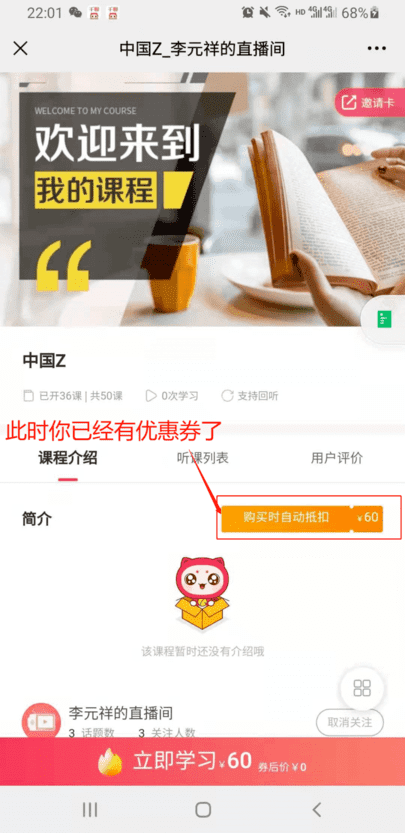 22:01
HD 4G 4G 68%
中国Z_李元祥的直播间
WELCOME TO MY COURSE
欢迎来到
我的课程
邀请卡
中国Z
已开36课 | 共50课 0次学习 支持回听
此时你已经有优惠券了
课程介绍 听课列表 用户评价
简介 购买时自动抵扣 ¥60
该课程暂时还没有介绍哦
李元祥的直播间
3 话题数 3 关注人数 取消关注
立即学习¥60 券后价¥0